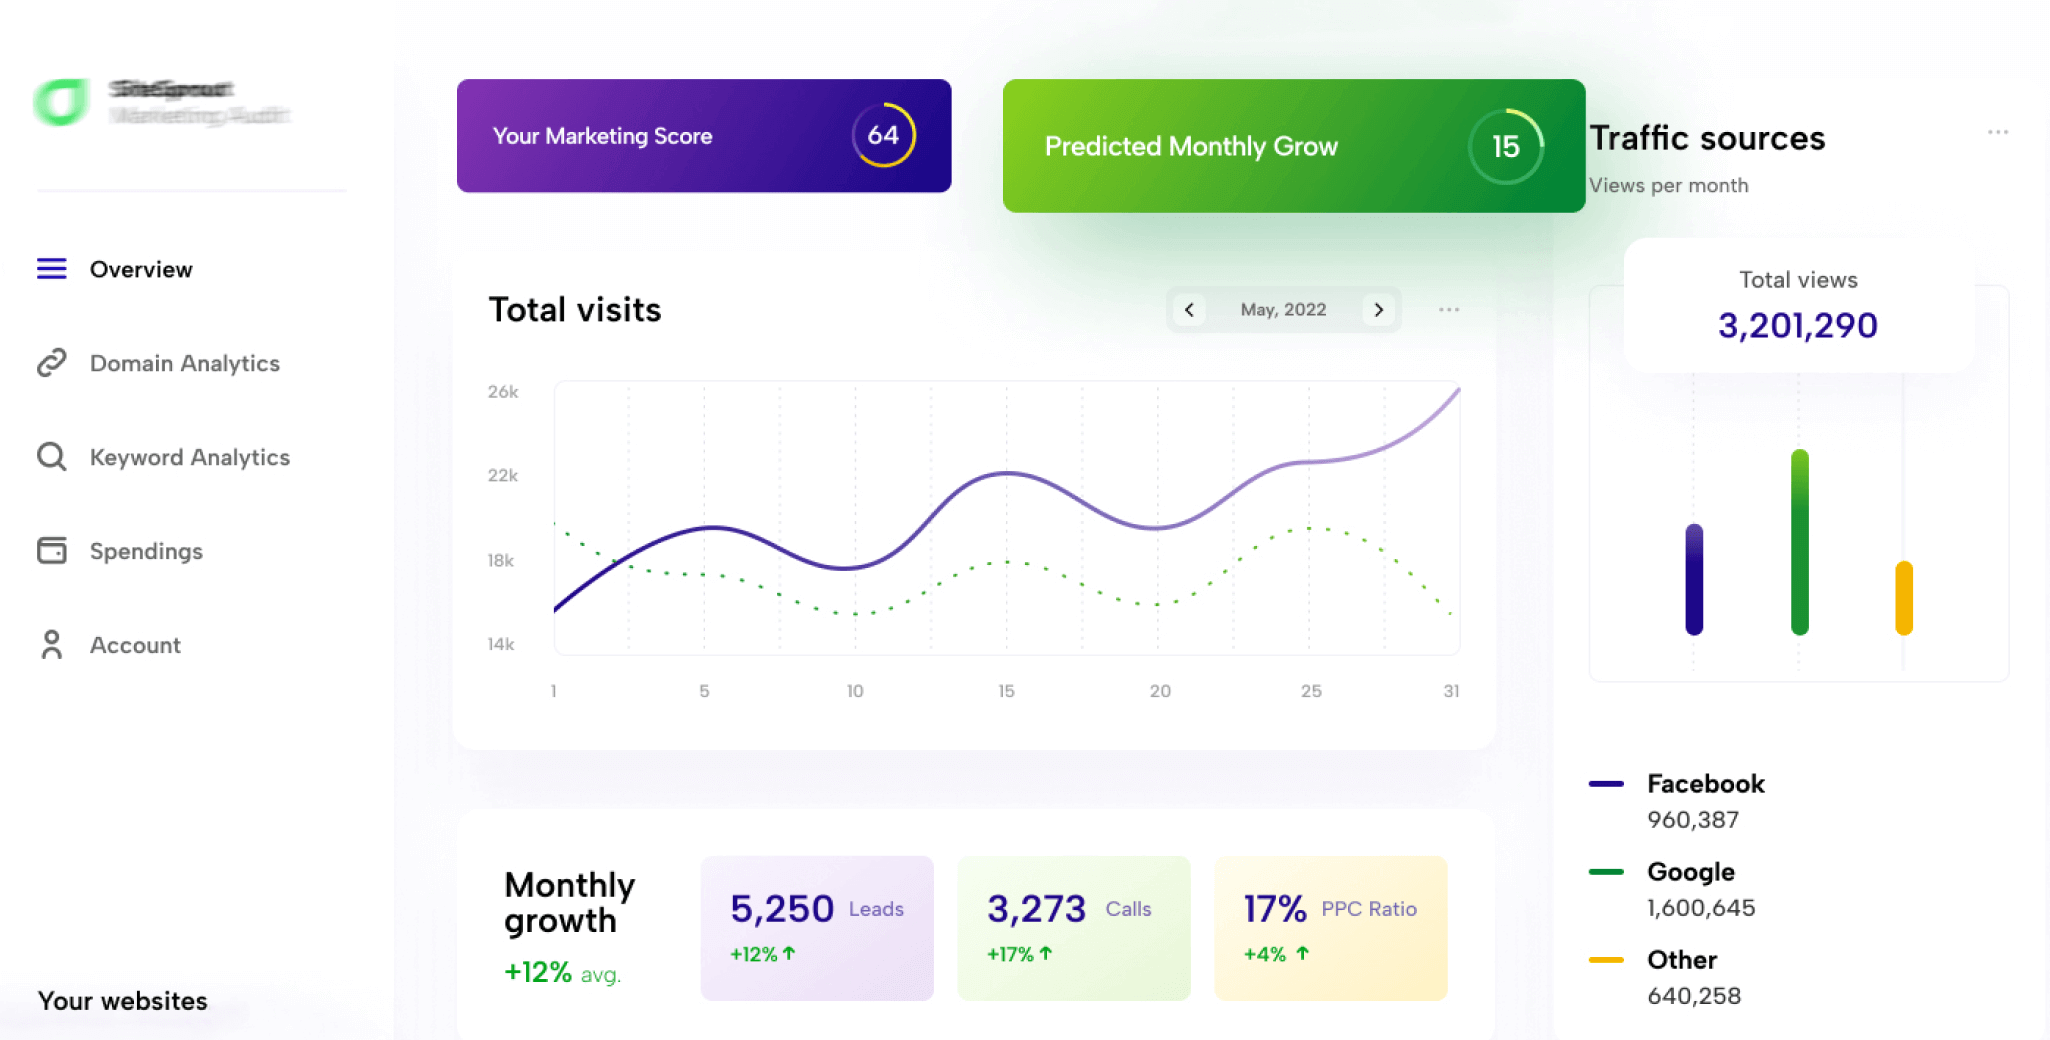 Overview
Domain Analytics
Keyword Analytics
Spendings
Account
Your websites
Your Marketing Score 64
Predicted Monthly Grow 15
Total visits
May, 2022
26k
22k
18k
14k
1 5 10 15 20 25 31
Monthly
growth
+12% avg.
5,250 Leads
+12%
3,273 Calls
+17%
17% PPC Ratio
+4%
Traffic sources
Views per month
Total views
3,201,290
Facebook
960,387
Google
1,600,645
Other
640,258